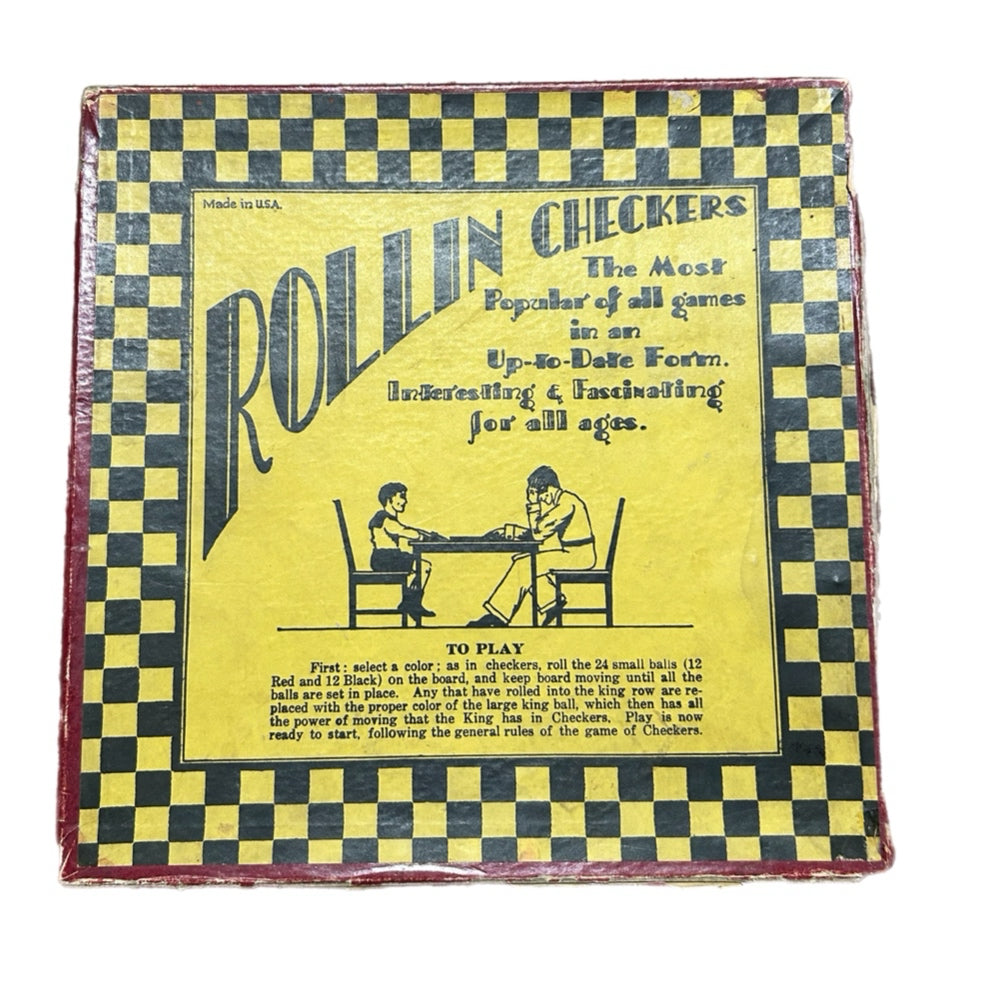 Made in U.S.A.
ROLLIN CHECKERS
The Most
Popular of all games
in an
Up-to-Date Form.
Interesting & Fascinating
for all ages.
TO PLAY
First: select a color; as in checkers, roll the 24 small balls (12
Red and 12 Black) on the board, and keep board moving until all the
balls are set in place. Any that have rolled into the king row are re-
placed with the proper color of the large king ball, which then has all
the power of moving that the King has in Checkers. Play is now
ready to start, following the general rules of the game of Checkers.